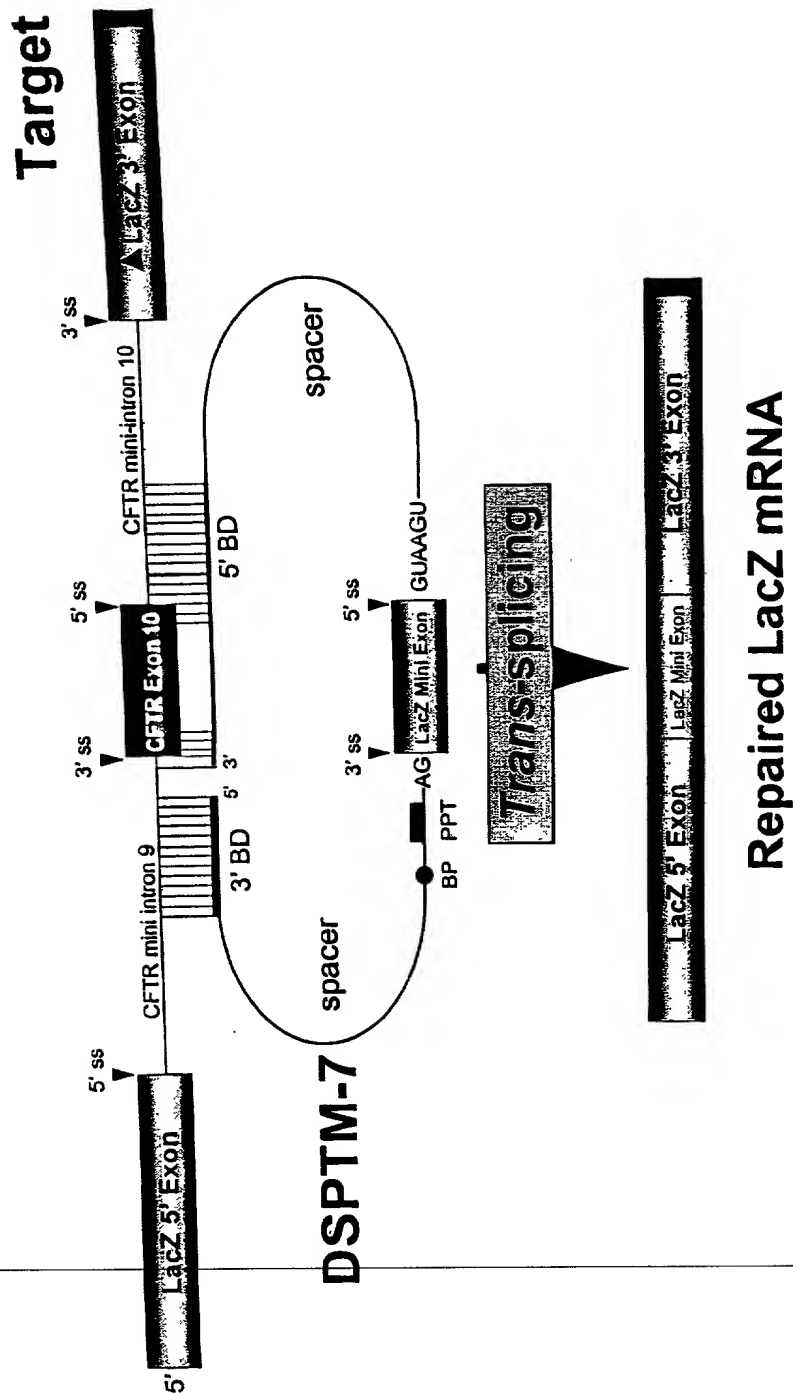 Target
3' ss
5' ss
3' ss
5' ss
5'
LacZ 5' Exon
CFTR mini intron 9
CFTR Exon 10
CFTR mini-intron 10
▲LacZ 3' Exon
5'
3'
3' BD
5' BD
DSPTM-7
spacer
spacer
BP
PPT
AG
3' ss
LacZ Mini Exon
5' ss
GUAAGU
Trans-splicing
LacZ 5' Exon
LacZ Mini Exon
LacZ 3' Exon
Repaired LacZ mRNA